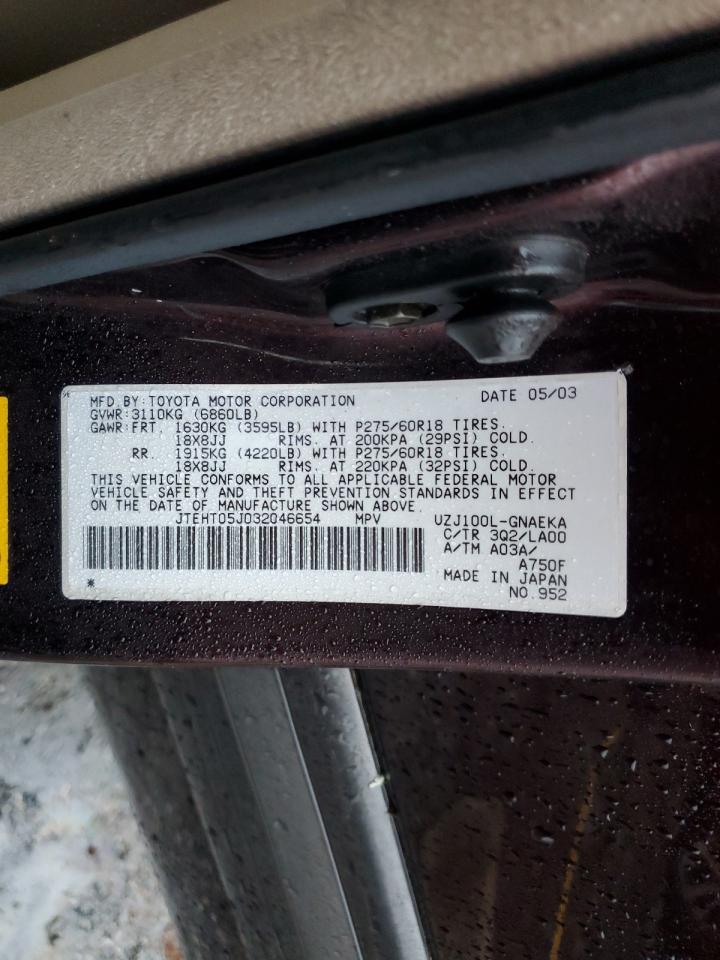 MFD.BY:TOYOTA MOTOR CORPORATION DATE 05/03
GVWR:3110KG (6860LB)
GAWR:FRT. 1630KG (3595LB) WITH P275/60R18 TIRES.
18X8JJ RIMS. AT 200KPA (29PSI) COLD.
RR. 1915KG (4220LB) WITH P275/60R18 TIRES.
18X8JJ RIMS. AT 220KPA (32PSI) COLD.
THIS VEHICLE CONFORMS TO ALL APPLICABLE FEDERAL MOTOR
VEHICLE SAFETY AND THEFT PREVENTION STANDARDS IN EFFECT
ON THE DATE OF MANUFACTURE SHOWN ABOVE.
JTEHT05J032046654 MPV UZJ100L-GNAEKA
C/TR 3Q2/LA00
A/TM A03A/
A750F
MADE IN JAPAN
* NO.952